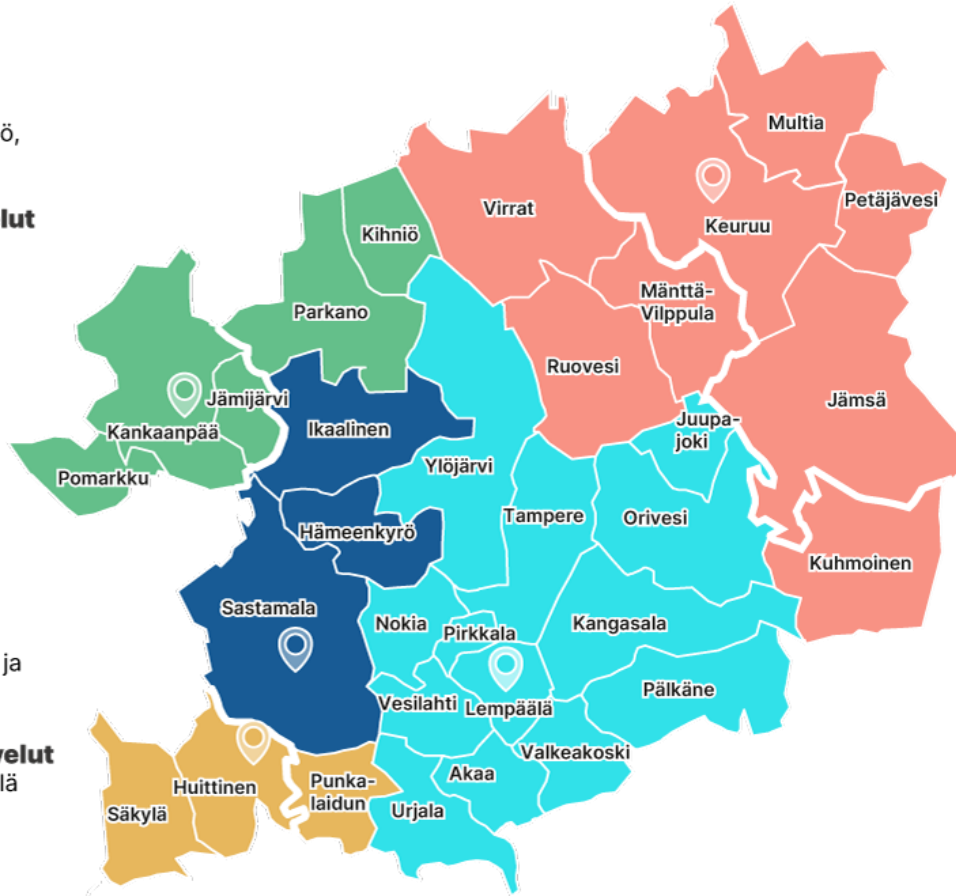 ö,
lut
ja
velut
lä
Multia
Petäjävesi
Virrat
Keuruu
Kihniö
Mänttä-
Vilppula
Parkano
Ruovesi
Jämijärvi
Jämsä
Kankaanpää
Ikaalinen
Juupa-
joki
Pomarkku
Ylöjärvi
Tampere
Orivesi
Hämeenkyrö
Kuhmoinen
Sastamala
Nokia
Pirkkala
Kangasala
Pälkäne
Vesilahti
Lempäälä
Valkeakoski
Akaa
Punka-
laidun
Huittinen
Säkylä
Urjala